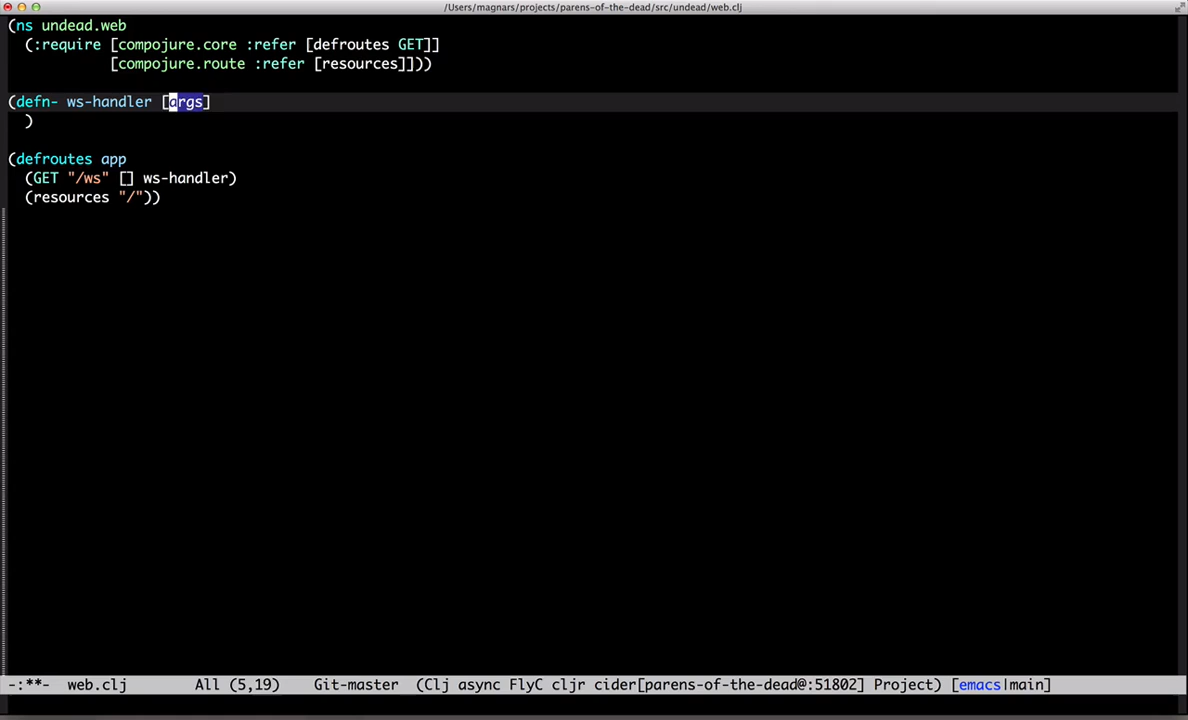 /Users/magnars/projects/parens-of-the-dead/src/undead/web.clj
(ns undead.web
  (:require [compojure.core :refer [defroutes GET]]
            [compojure.route :refer [resources]]))
(defn- ws-handler [args]
  )
(defroutes app
  (GET "/ws" [] ws-handler)
  (resources "/"))
-:**-  web.clj        All (5,19)    Git-master  (Clj async FlyC cljr cider[parens-of-the-dead@:51802] Project) [emacs|main]